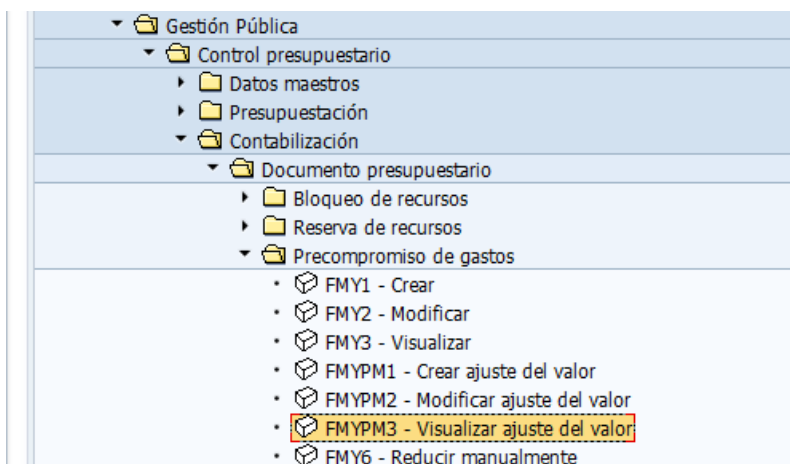 Gestión Pública
Control presupuestario
Datos maestros
Presupuestación
Contabilización
Documento presupuestario
Bloqueo de recursos
Reserva de recursos
Precompromiso de gastos
FMY1 - Crear
FMY2 - Modificar
FMY3 - Visualizar
FMYPM1 - Crear ajuste del valor
FMYPM2 - Modificar ajuste del valor
FMYPM3 - Visualizar ajuste del valor
FMY6 - Reducir manualmente